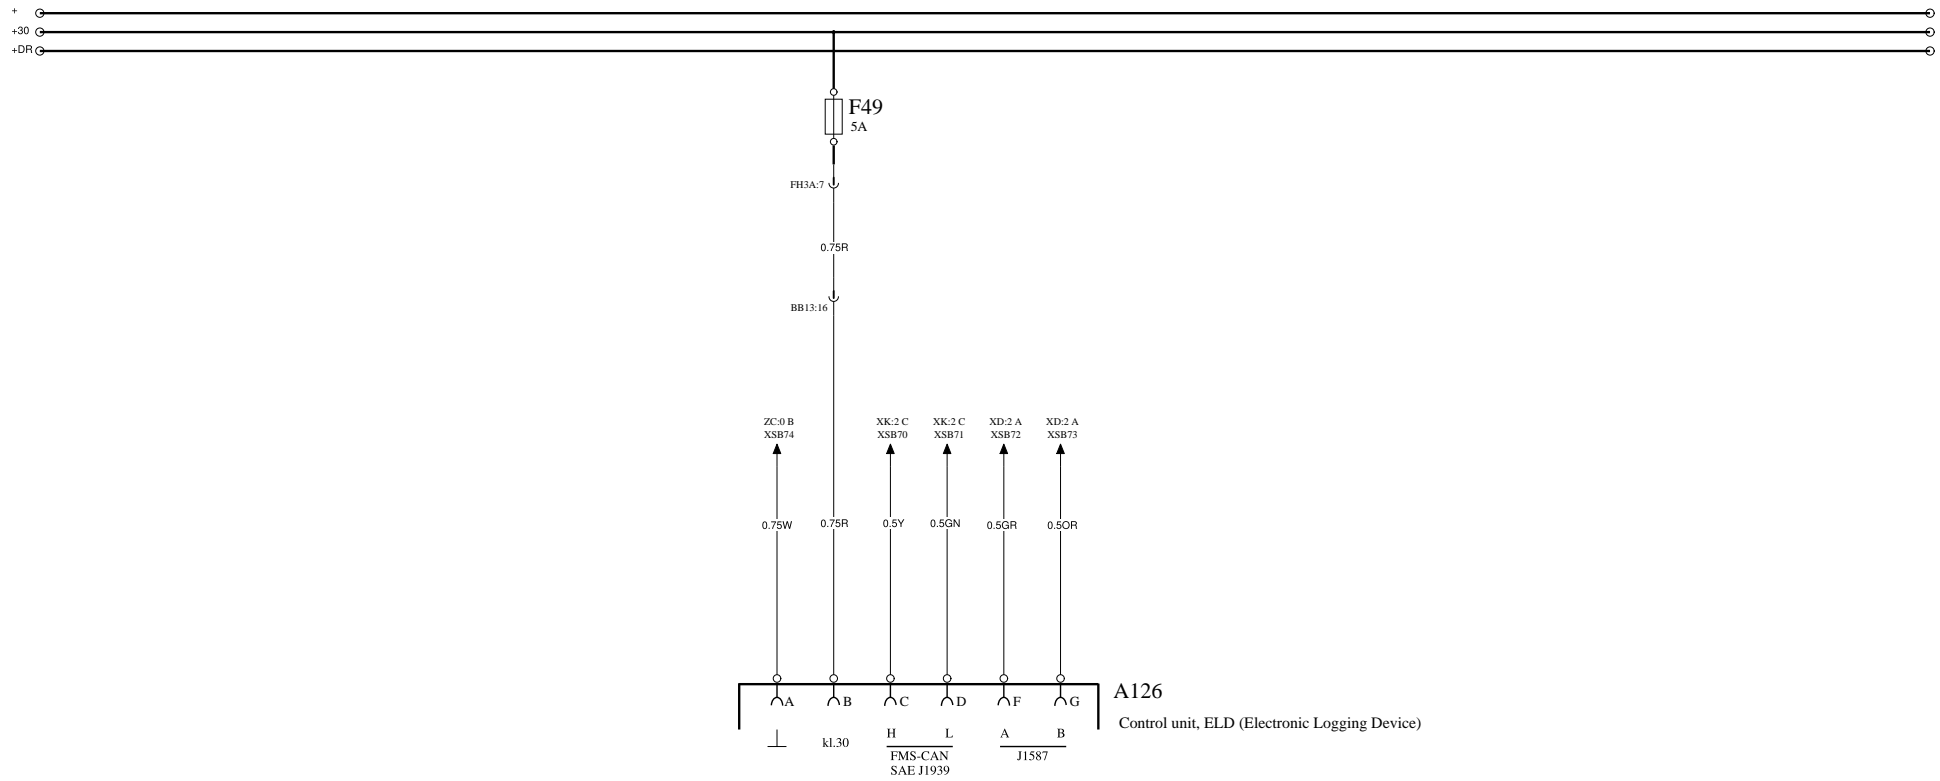 +
+30
+DR
F49
5A
FH3A:7
0.75R
BB13:16
ZC:0 B
XSB74
XK:2 C
XSB70
XK:2 C
XSB71
XD:2 A
XSB72
XD:2 A
XSB73
0.75W
0.75R
0.5Y
0.5GN
0.5GR
0.5OR
A B C D F G
A126
Control unit, ELD (Electronic Logging Device)
kl.30
H L
FMS-CAN
SAE J1939
A B
J1587